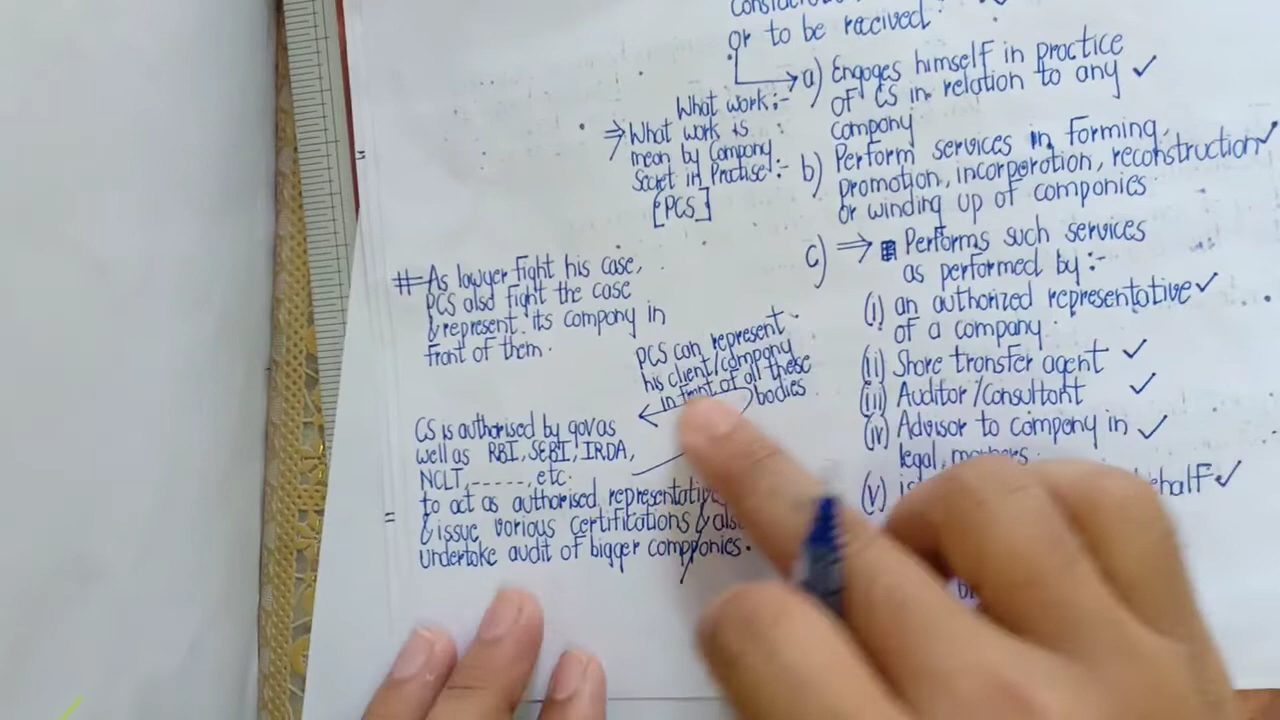 or to be received.
What work:-
⇒ What work is
mean by Company
Secret in Practise:-
[PCS]
a) Engages himself in practice
of CS in relation to any ✓
company
b) Perform services in forming,
promotion, incorporation, reconstruction ✓
or winding up of companies
c) ⇒ Performs such services
as performed by:-
(i) an authorized representative ✓
of a company.
(ii) Share transfer agent ✓
(iii) Auditor/Consultant ✓
(iv) Advisor to company in ✓
legal
(v)
behalf ✓
# As lawyer fight his case,
PCS also fight the case
& represent its company in
front of them.
PCS can represent
his client/company
in front of all these
bodies.
CS is authorised by gov as
well as RBI, SEBI, IRDA,
NCLT, -----, etc.
to act as authorised representative
& issue various certifications & also
undertake audit of bigger companies.